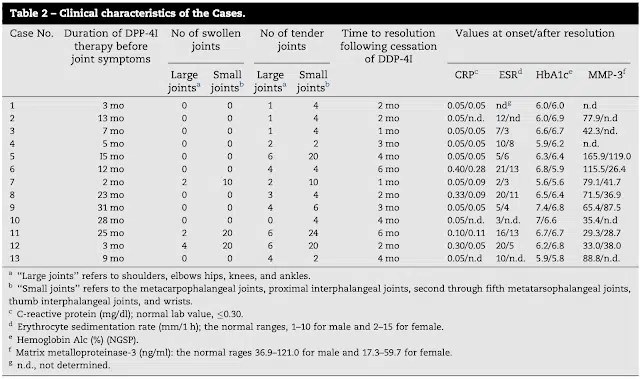 Table 2 – Clinical characteristics of the Cases.
Case No. Duration of DPP-4I therapy before joint symptoms No of swollen joints No of tender joints Time to resolution following cessation of DDP-4I Values at onset/after resolution
Large jointsa Small jointsb Large jointsa Small jointsb CRPc ESRd HbA1ce MMP-3f
1 3 mo 0 0 1 4 2 mo 0.05/0.05 ndg 6.0/6.0 n.d
2 13 mo 0 0 1 4 2 mo 0.05/n.d. 12/nd 6.0/6.9 77.9/n.d
3 7 mo 0 0 1 4 1 mo 0.05/0.05 7/3 6.6/6.7 42.3/nd.
4 5 mo 0 0 2 2 3 mo 0.05/0.05 10/8 5.9/6.2 n.d.
5 15 mo 0 0 6 20 4 mo 0.05/0.05 5/6 6.3/6.4 165.9/119.0
6 12 mo 0 0 4 4 6 mo 0.40/0.28 21/13 6.8/5.9 115.5/26.4
7 2 mo 2 10 2 10 1 mo 0.05/0.09 2/3 5.6/5.6 79.1/41.7
8 23 mo 0 0 3 4 2 mo 0.33/0.09 20/11 6.5/6.4 71.5/36.9
9 31 mo 0 0 4 6 3 mo 0.05/0.05 5/4 7.4/6.8 65.4/87.5
10 28 mo 0 0 0 4 4 mo 0.05/n.d. 3/n.d. 7/6.6 35.4/n.d
11 25 mo 2 20 6 24 6 mo 0.10/0.11 16/13 6.7/6.7 29.3/28.7
12 3 mo 4 20 6 20 2 mo 0.30/0.05 20/5 6.2/6.8 33.0/38.0
13 9 mo 0 0 4 2 4 mo 0.05/n.d 10/n.d. 5.9/5.8 88.8/n.d.
a "Large joints" refers to shoulders, elbows hips, knees, and ankles.
b "Small joints" refers to the metacarpophalangeal joints, proximal interphalangeal joints, second through fifth metatarsophalangeal joints,
thumb interphalangeal joints, and wrists.
c C-reactive protein (mg/dl); normal lab value, ≤0.30.
d Erythrocyte sedimentation rate (mm/1 h); the normal ranges, 1–10 for male and 2–15 for female.
e Hemoglobin Alc (%) (NGSP).
f Matrix metalloproteinase-3 (ng/ml): the normal rages 36.9–121.0 for male and 17.3–59.7 for female.
g n.d., not determined.